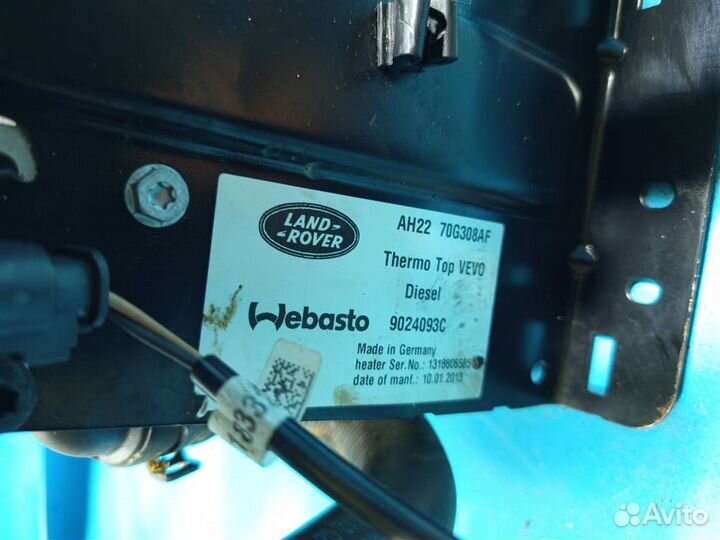 LAND-
-ROVER
AH22 70G308AF
Thermo Top VEVO
Diesel
Webasto 9024093C
Made in Germany
heater Ser.No.: 1318806585
date of manf.: 10.01.2013
Avito